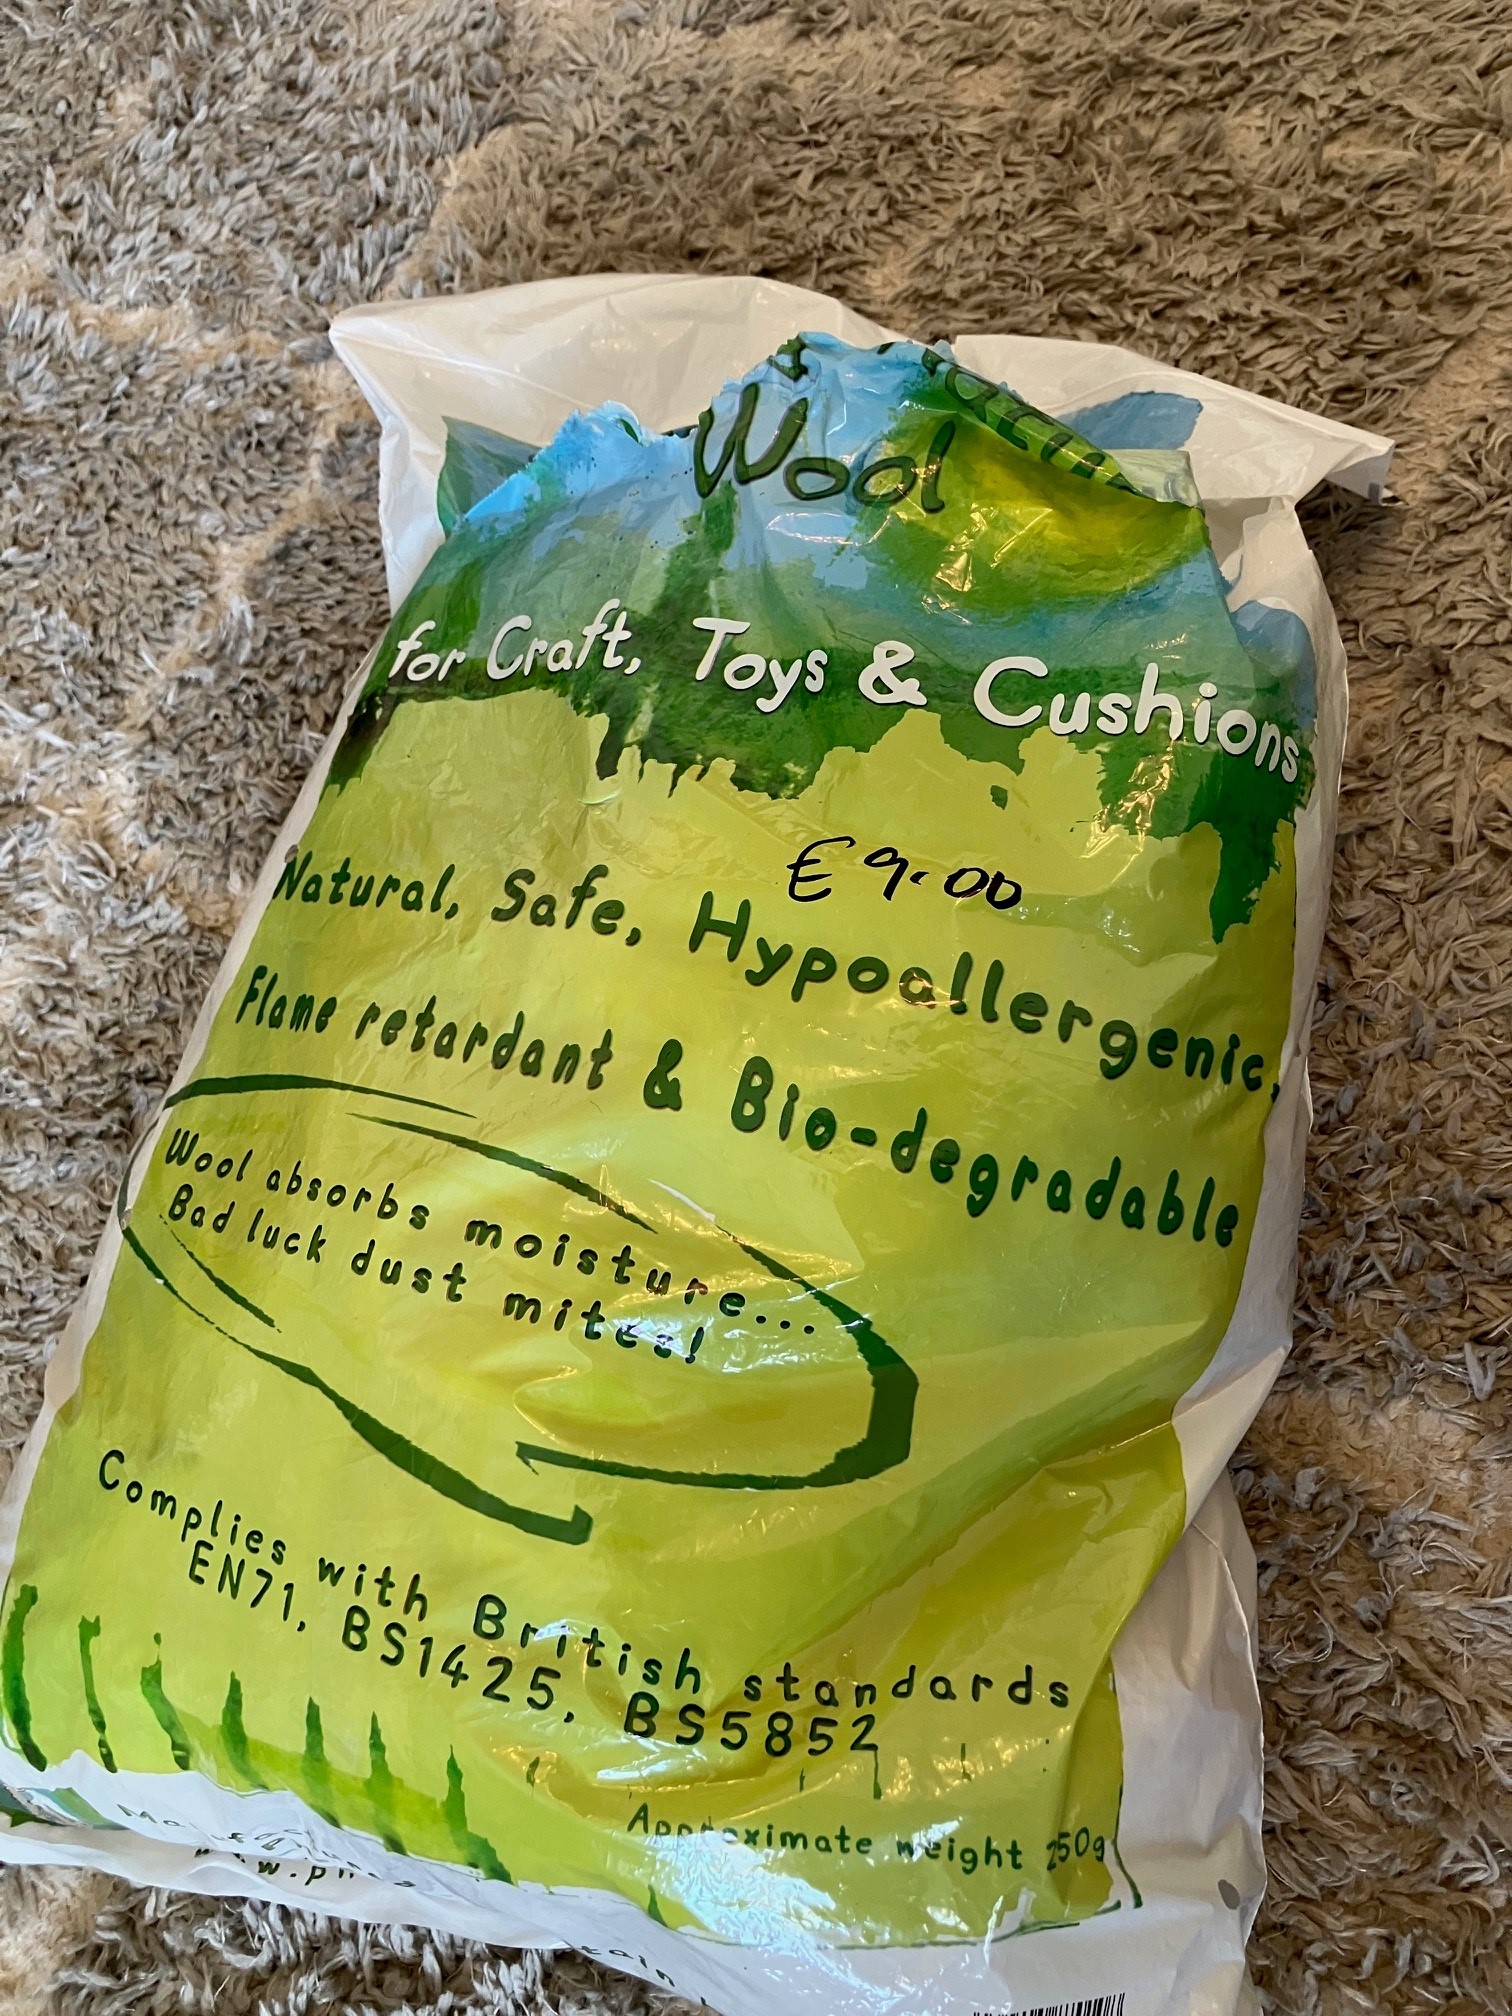 Wool
for Craft, Toys & Cushions
€9.00
Natural, Safe, Hypoallergenic,
Flame retardant & Bio-degradable
Wool absorbs moisture...
Bad luck dust mites!
Complies with British standards
EN71, BS1425, BS5852
Approximate weight 250g